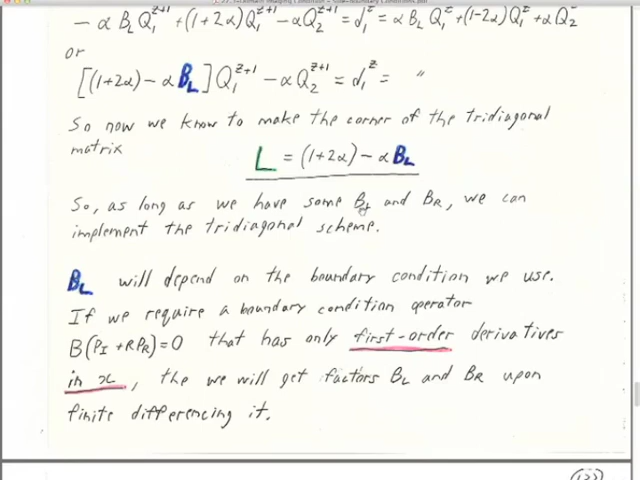 - α B_L Q_1^{z+1} + (1+2α) Q_1^{z+1} - α Q_2^{z+1} = d_1^z = α B_L Q_1^z + (1-2α) Q_1^z + α Q_2^z
or
[(1+2α) - α B_L] Q_1^{z+1} - α Q_2^{z+1} = d_1^z = "
So now we know to make the corner of the tridiagonal
matrix
L = (1+2α) - α B_L
So, as long as we have some B_L and B_R, we can
implement the tridiagonal scheme.
B_L will depend on the boundary condition we use.
If we require a boundary condition operator
B(P_I + RP_R) = 0 that has only first-order derivatives
in x, the we will get factors B_L and B_R upon
finite differencing it.